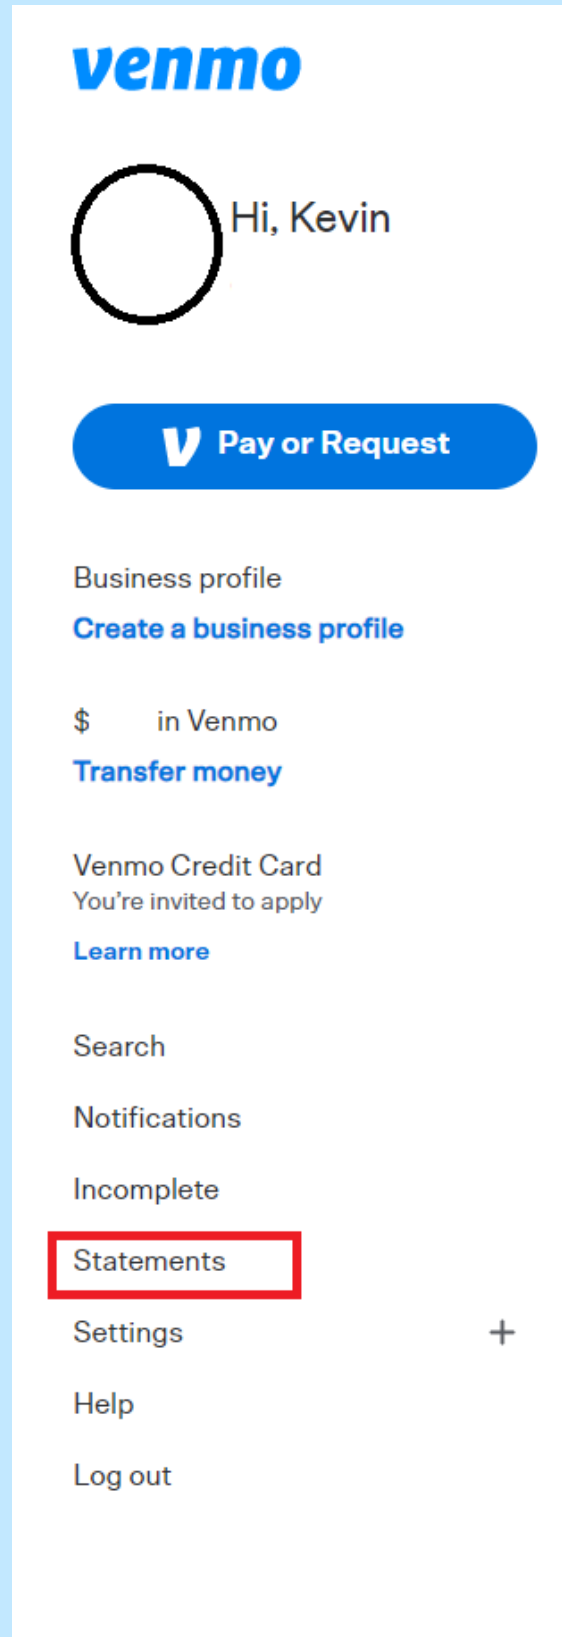 venmo
Hi, Kevin
V Pay or Request
Business profile
Create a business profile
$ in Venmo
Transfer money
Venmo Credit Card
You're invited to apply
Learn more
Search
Notifications
Incomplete
Statements
Settings +
Help
Log out